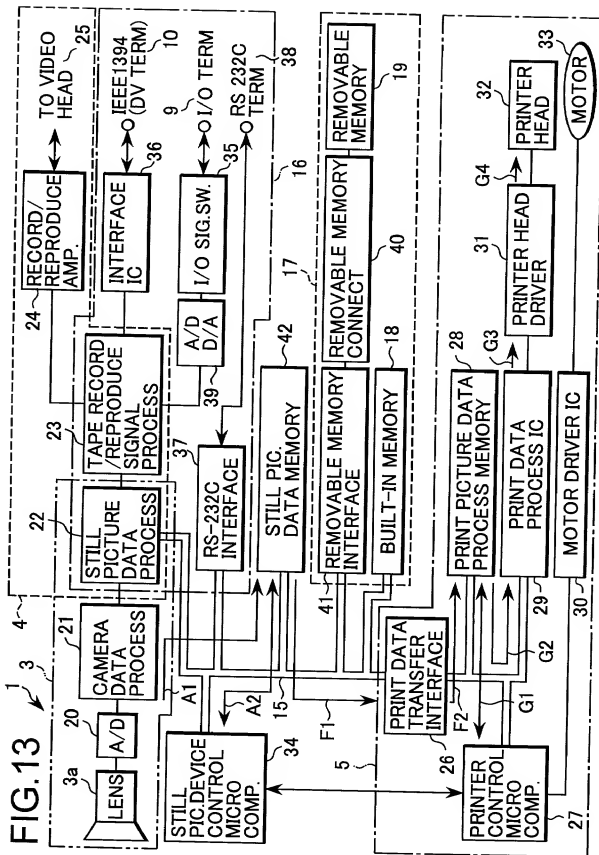 FIG.13
1
3
4
3a
LENS
20
A/D
21
CAMERA
DATA
PROCESS
22
STILL
PICTURE
DATA
PROCESS
23
TAPE RECORD
/REPRODUCE
SIGNAL
PROCESS
24
RECORD/
REPRODUCE
AMP.
TO VIDEO
HEAD
25
INTERFACE
IC
36
IEEE1394
(DV TERM)
10
9
I/O TERM
I/O SIG.SW.
35
A/D
D/A
39
RS 232C
TERM
38
16
37
RS-232C
INTERFACE
A1
A2
STILL
PIC.DEVICE
CONTROL
MICRO
COMP.
34
15
F1
STILL PIC.
DATA MEMORY
42
17
41
REMOVABLE
MEMORY
INTERFACE
REMOVABLE MEMORY
CONNECT
40
REMOVABLE
MEMORY
19
BUILT-IN MEMORY
18
5
PRINT DATA
TRANSFER
INTERFACE
26
F2
PRINTER
CONTROL
MICRO
COMP.
27
G1
G2
PRINT PICTURE DATA
PROCESS MEMORY
28
PRINT DATA
PROCESS IC
29
MOTOR DRIVER IC
30
G3
PRINTER HEAD
DRIVER
31
G4
PRINTER
HEAD
32
MOTOR
33